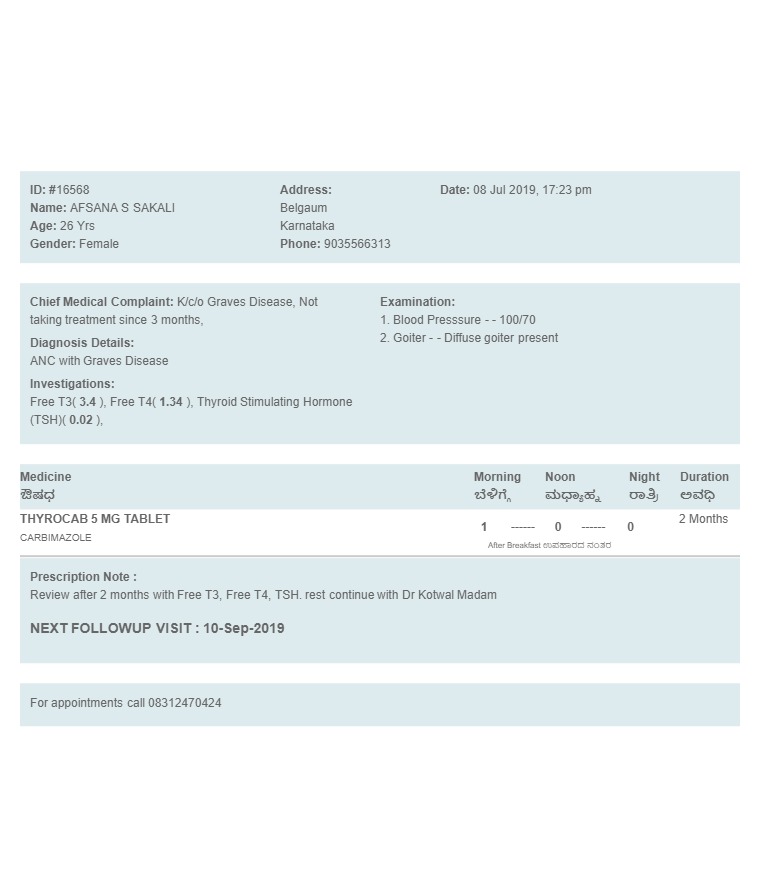 ID: #16568
Name: AFSANA S SAKALI
Age: 26 Yrs
Gender: Female
Address:
Belgaum
Karnataka
Phone: 9035566313
Date: 08 Jul 2019, 17:23 pm
Chief Medical Complaint: K/c/o Graves Disease, Not
taking treatment since 3 months,
Diagnosis Details:
ANC with Graves Disease
Investigations:
Free T3( 3.4 ), Free T4( 1.34 ), Thyroid Stimulating Hormone
(TSH)( 0.02 ),
Examination:
1. Blood Presssure - - 100/70
2. Goiter - - Diffuse goiter present
Medicine Morning Noon Night Duration
ಔಷಧ ಬೆಳಿಗ್ಗೆ ಮಧ್ಯಾಹ್ನ ರಾತ್ರಿ ಅವಧಿ
THYROCAB 5 MG TABLET 1 ------ 0 ------ 0 2 Months
CARBIMAZOLE
After Breakfast ಉಪಹಾರದ ನಂತರ
Prescription Note :
Review after 2 months with Free T3, Free T4, TSH. rest continue with Dr Kotwal Madam
NEXT FOLLOWUP VISIT : 10-Sep-2019
For appointments call 08312470424